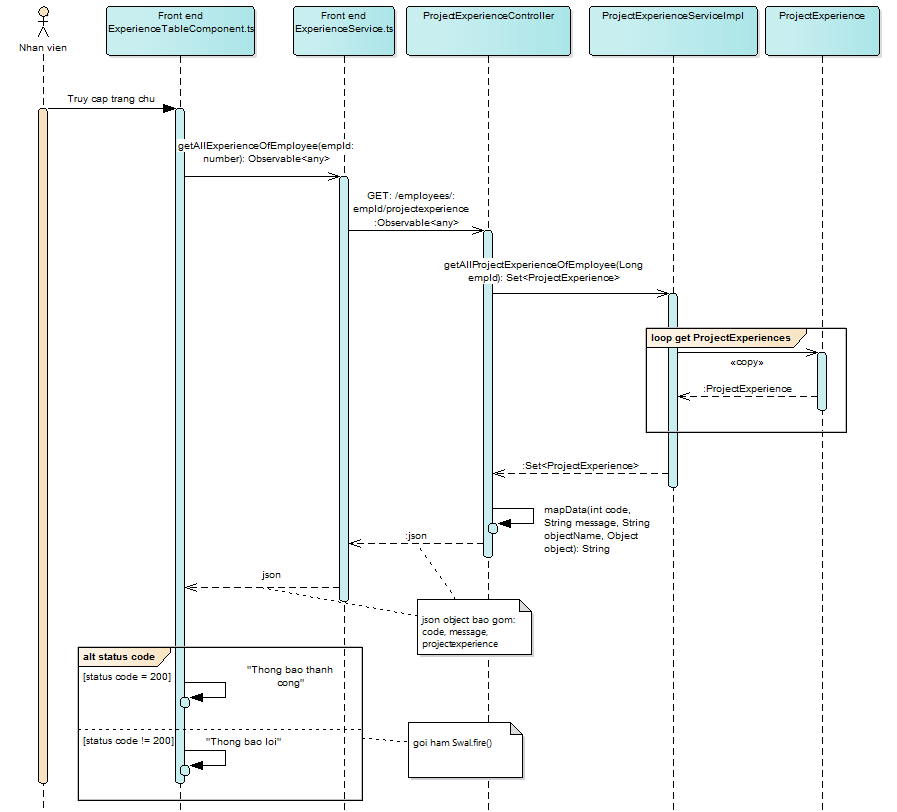 Nhan vien
Front end
ExperienceTableComponent.ts
Front end
ExperienceService.ts
ProjectExperienceController
ProjectExperienceServiceImpl
ProjectExperience
Truy cap trang chu
getAllExperienceOfEmployee(empId:
number): Observable<any>
GET: /employees/:
empId/projectexperience
:Observable<any>
getAllProjectExperienceOfEmployee(Long
empId): Set<ProjectExperience>
loop get ProjectExperiences
«copy»
:ProjectExperience
:Set<ProjectExperience>
mapData(int code,
String message, String
objectName, Object
object): String
:json
json
json object bao gom:
code, message,
projectexperience
alt status code
[status code = 200]
"Thong bao thanh
cong"
[status code != 200]
"Thong bao loi"
goi ham Swal.fire()